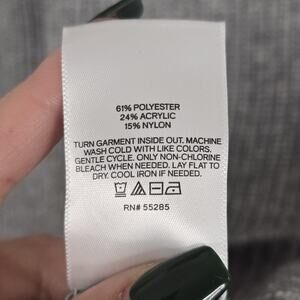 61% POLYESTER
24% ACRYLIC
15% NYLON
TURN GARMENT INSIDE OUT. MACHINE
WASH COLD WITH LIKE COLORS.
GENTLE CYCLE. ONLY NON-CHLORINE
BLEACH WHEN NEEDED. LAY FLAT TO
DRY. COOL IRON IF NEEDED.
RN# 55285